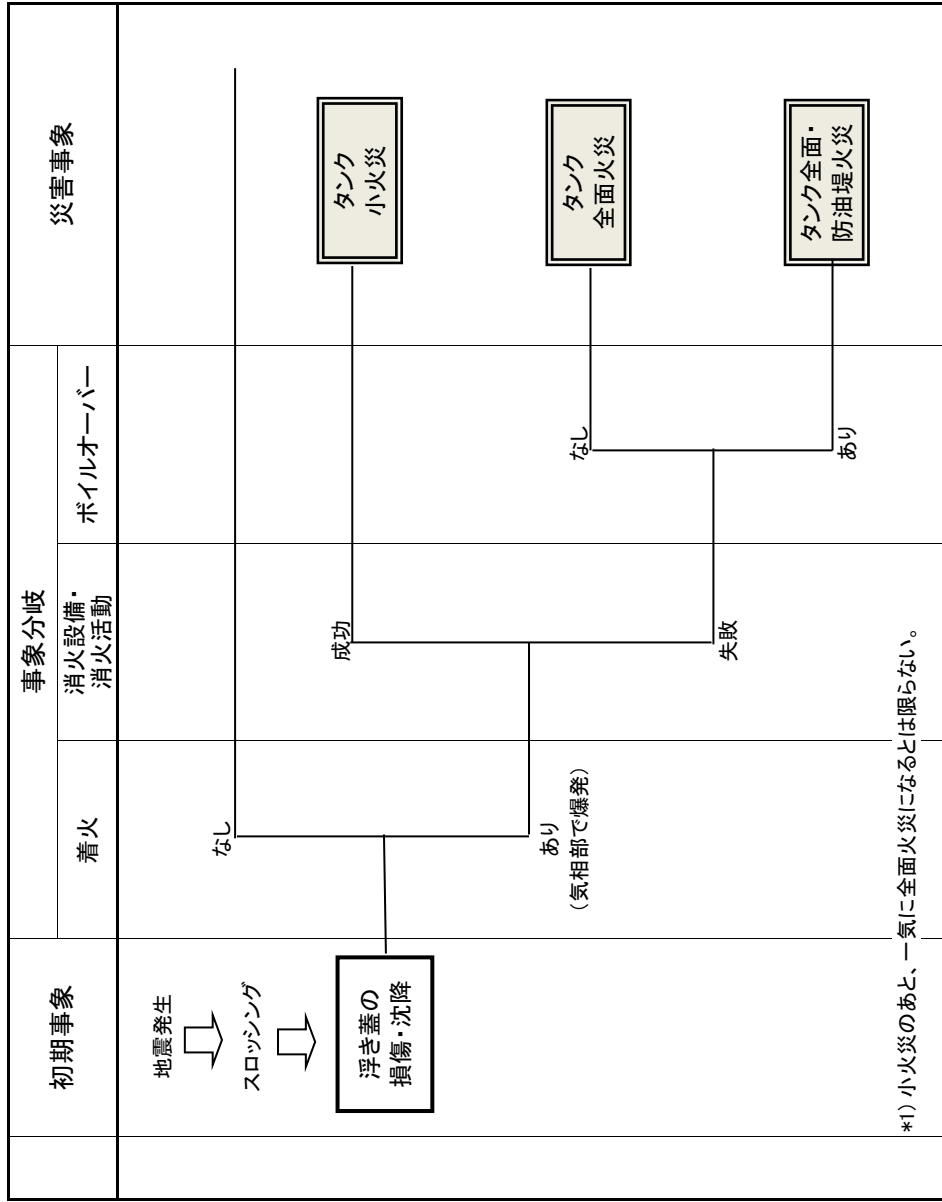 初期事象
事象分岐
災害事象
着火
消火設備・
消火活動
ボイルオーバー
地震発生
スロッシング
浮き蓋の
損傷・沈降
なし
あり
(気相部で爆発)
成功
失敗
なし
あり
タンク
小火災
タンク
全面火災
タンク全面・
防油堤火災
*1) 小火災のあと、一気に全面火災になるとは限らない。